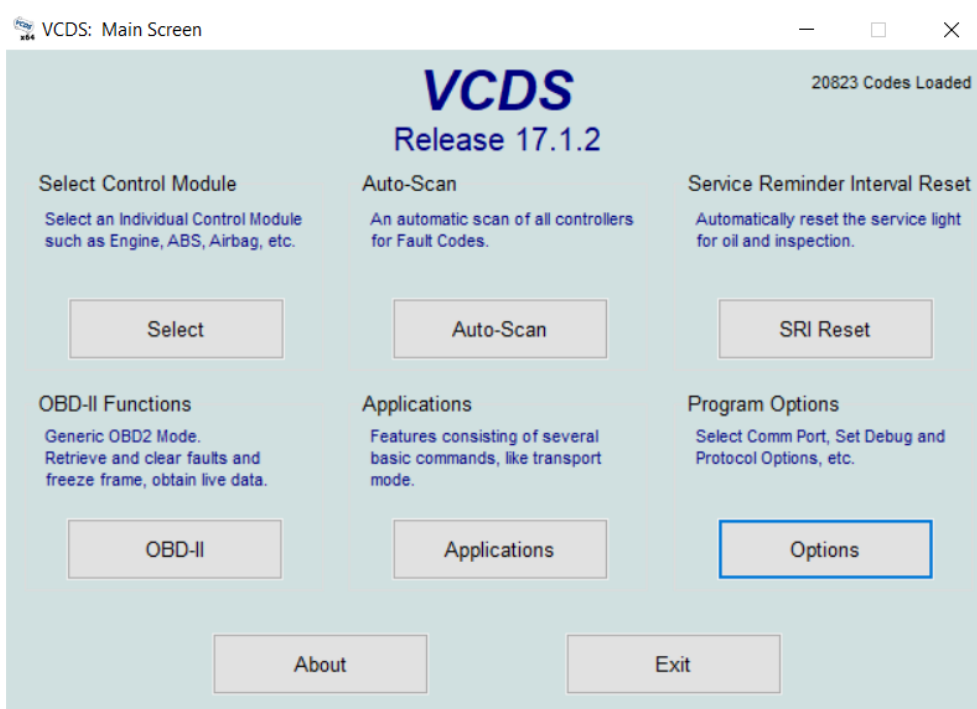 VCDS: Main Screen
VCDS
Release 17.1.2
20823 Codes Loaded
Select Control Module
Select an Individual Control Module
such as Engine, ABS, Airbag, etc.
Select
Auto-Scan
An automatic scan of all controllers
for Fault Codes.
Auto-Scan
Service Reminder Interval Reset
Automatically reset the service light
for oil and inspection.
SRI Reset
OBD-II Functions
Generic OBD2 Mode.
Retrieve and clear faults and
freeze frame, obtain live data.
OBD-II
Applications
Features consisting of several
basic commands, like transport
mode.
Applications
Program Options
Select Comm Port, Set Debug and
Protocol Options, etc.
Options
About
Exit